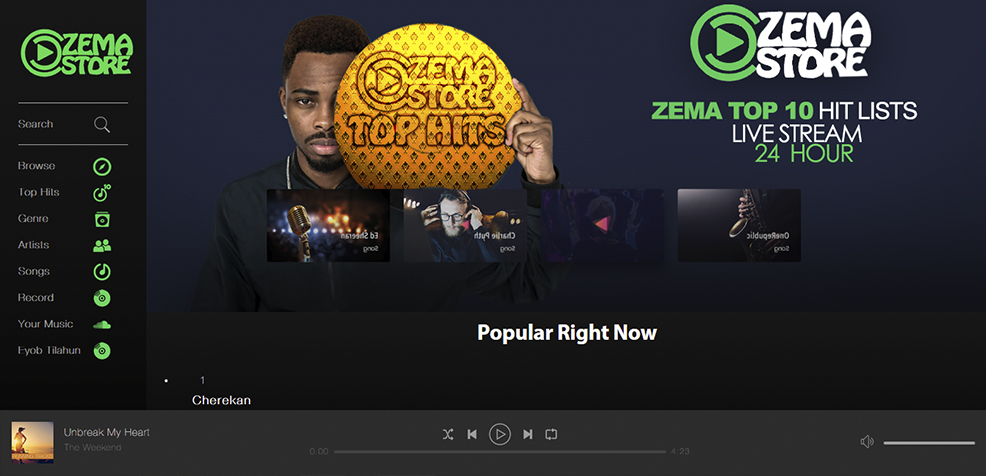 ZEMA
STORE
Search
Browse
Top Hits
Genre
Artists
Songs
Record
Your Music
Eyob Tilahun
ZEMA
STORE
TOP HITS
ZEMA
STORE
ZEMA TOP 10 HIT LISTS
LIVE STREAM
24 HOUR
Ed Sheeran
Song
Charlie Puth
Song
OneRepublic
Song
Popular Right Now
1
Cherekan
Unbreak My Heart
The Weekend
0:00
4:23